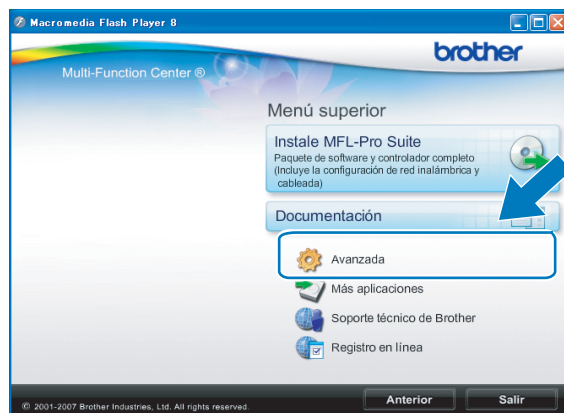 Macromedia Flash Player 8
brother
Multi-Function Center ®
Menú superior
Instale MFL-Pro Suite
Paquete de software y controlador completo
(Incluye la configuración de red inalámbrica y
cableada)
Documentación
Avanzada
Más aplicaciones
Soporte técnico de Brother
Registro en línea
© 2001-2007 Brother Industries, Ltd. All rights reserved.
Anterior
Salir